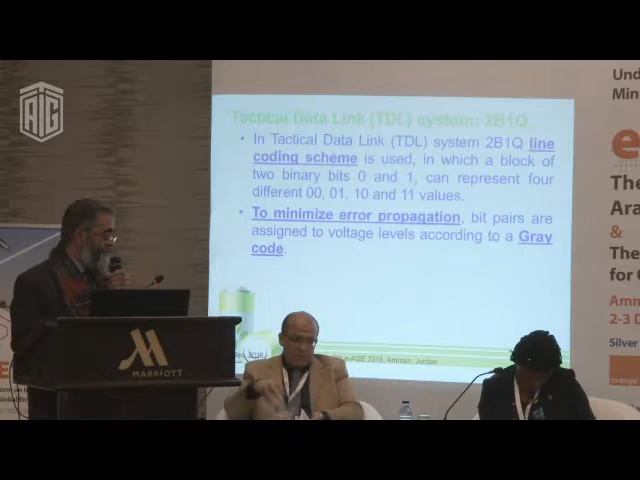 AIG
Tactical Data Link (TDL) system: 2B1Q
• In Tactical Data Link (TDL) system 2B1Q line
coding scheme is used, in which a block of
two binary bits 0 and 1, can represent four
different 00, 01, 10 and 11 values.
• To minimize error propagation, bit pairs are
assigned to voltage levels according to a Gray
code.
2018
e-AGE 2018, Amman, Jordan
MARRIOTT
Und
Min
e
The
Ara
&
The
for
Amm
2-3 D
Silver
orange